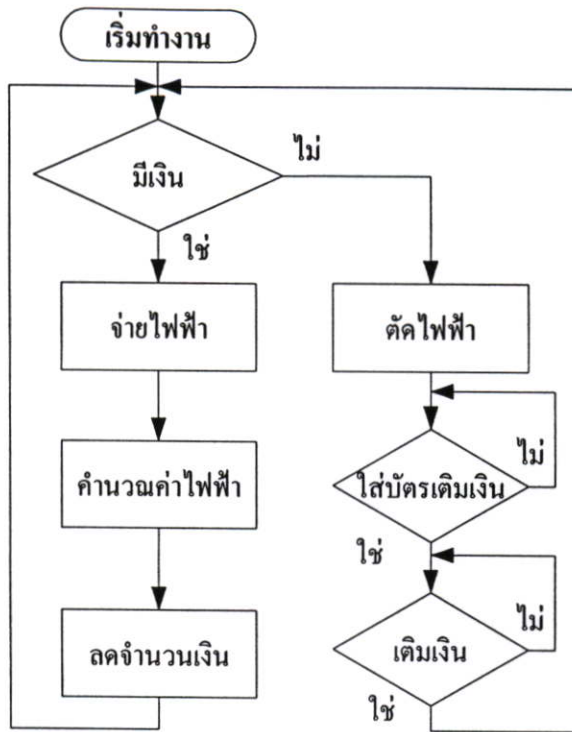 เริ่มทำงาน
มีเงิน
ไม่
ใช่
จ่ายไฟฟ้า
ตัดไฟฟ้า
คำนวณค่าไฟฟ้า
ใส่บัตรเติมเงิน
ไม่
ใช่
ลดจำนวนเงิน
เติมเงิน
ไม่
ใช่